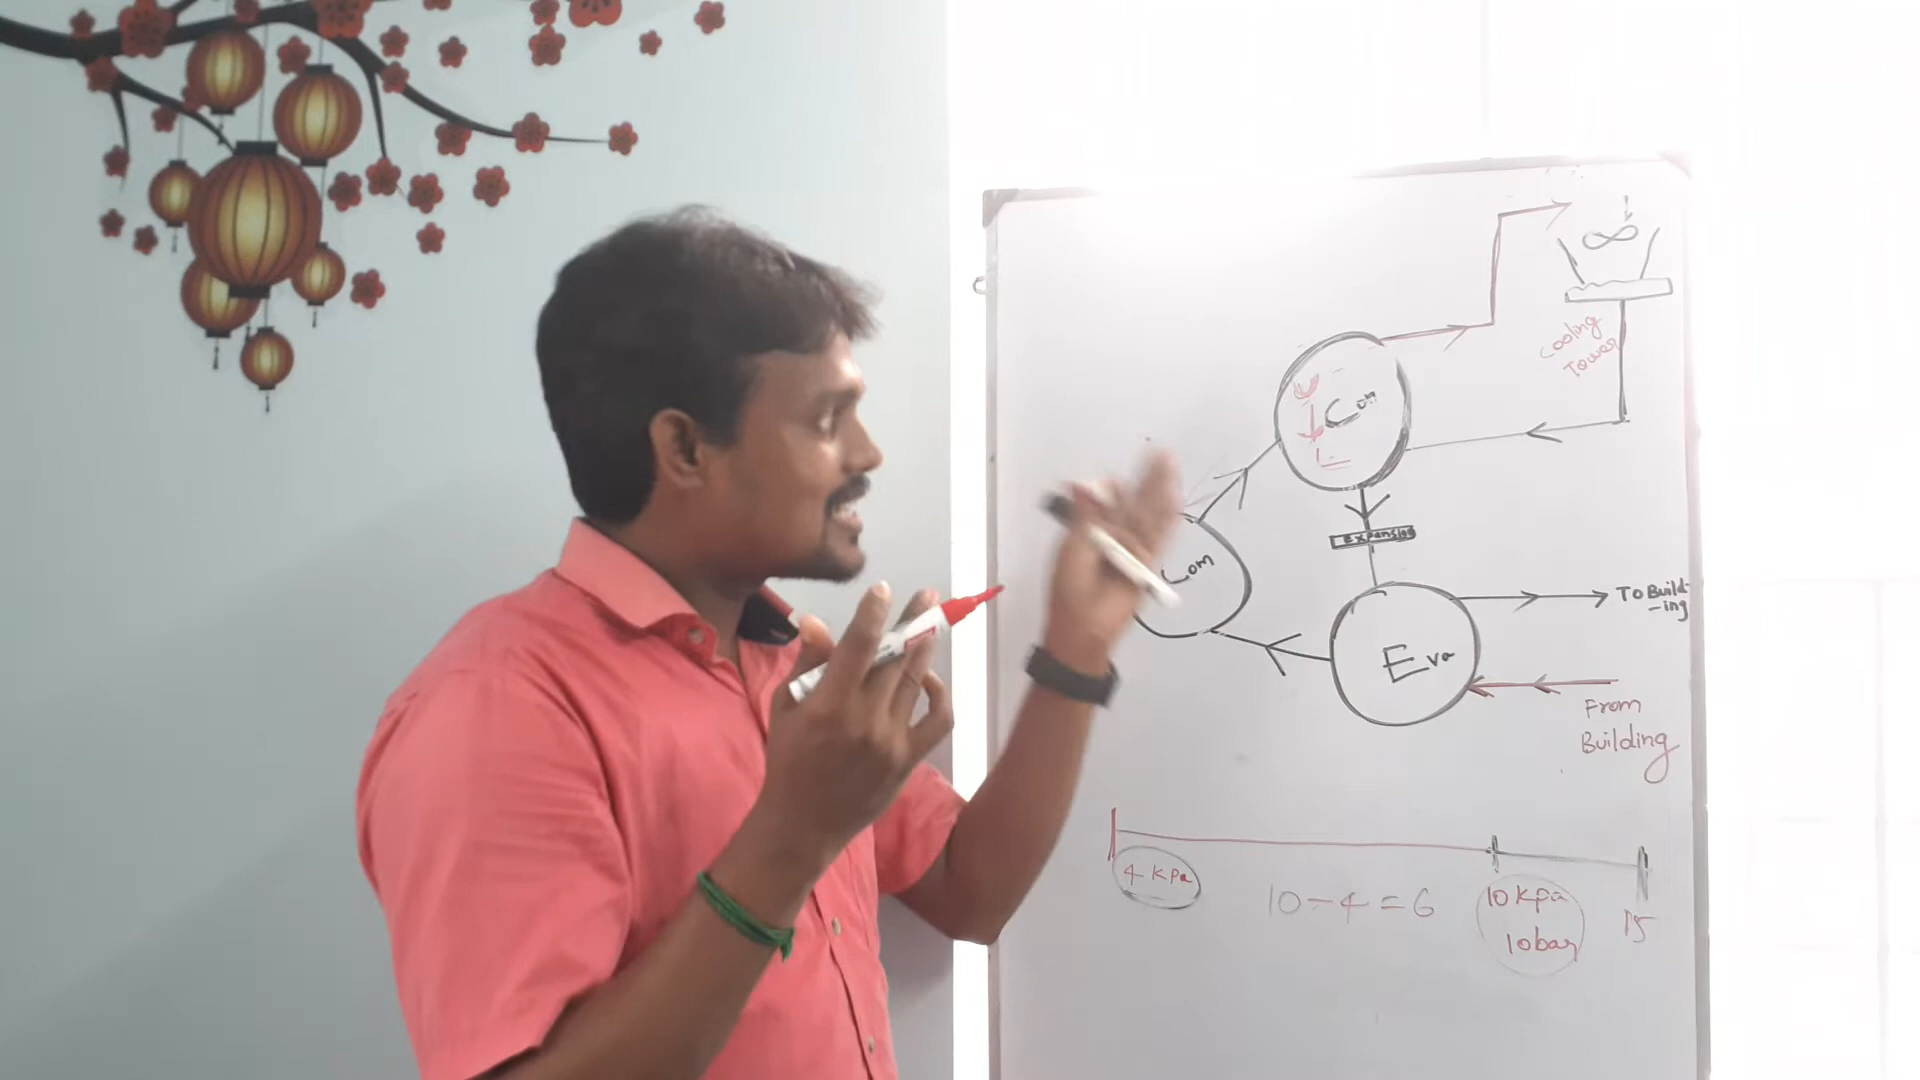 Cooling
Tower
V
↓
L
Con
Com
Expansion
To Build
-ing
Eva
From
Building
4 Kpa
10-4=6
10 Kpa
10 bar
15